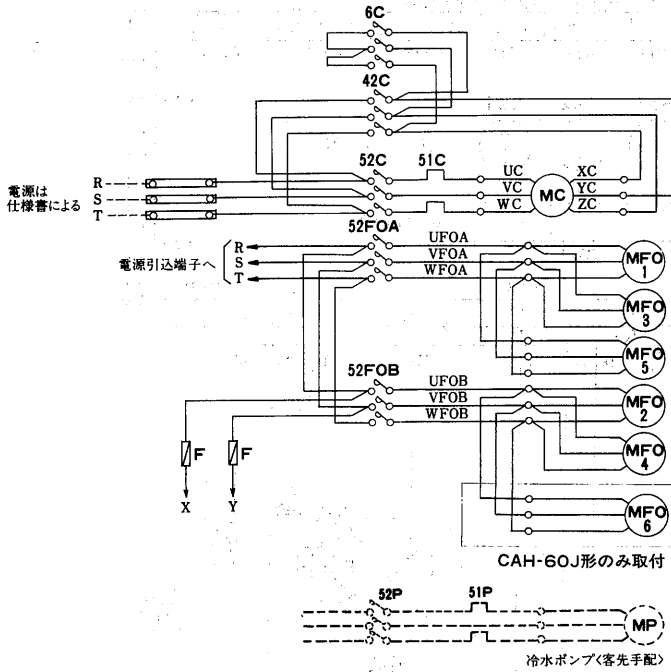 6C
42C
52C 51C UC XC
電源は R VC MC YC
仕様書による S WC ZC
T
52FOA
R UFOA MFO
電源引込端子へ S VFOA 1
T WFOA
MFO
3
MFO
5
52FOB
UFOB MFO
VFOB 2
WFOB
F F MFO
4
X Y
MFO
6
CAH-60J形のみ取付
52P 51P
MP
冷水ポンプ<客先手配>